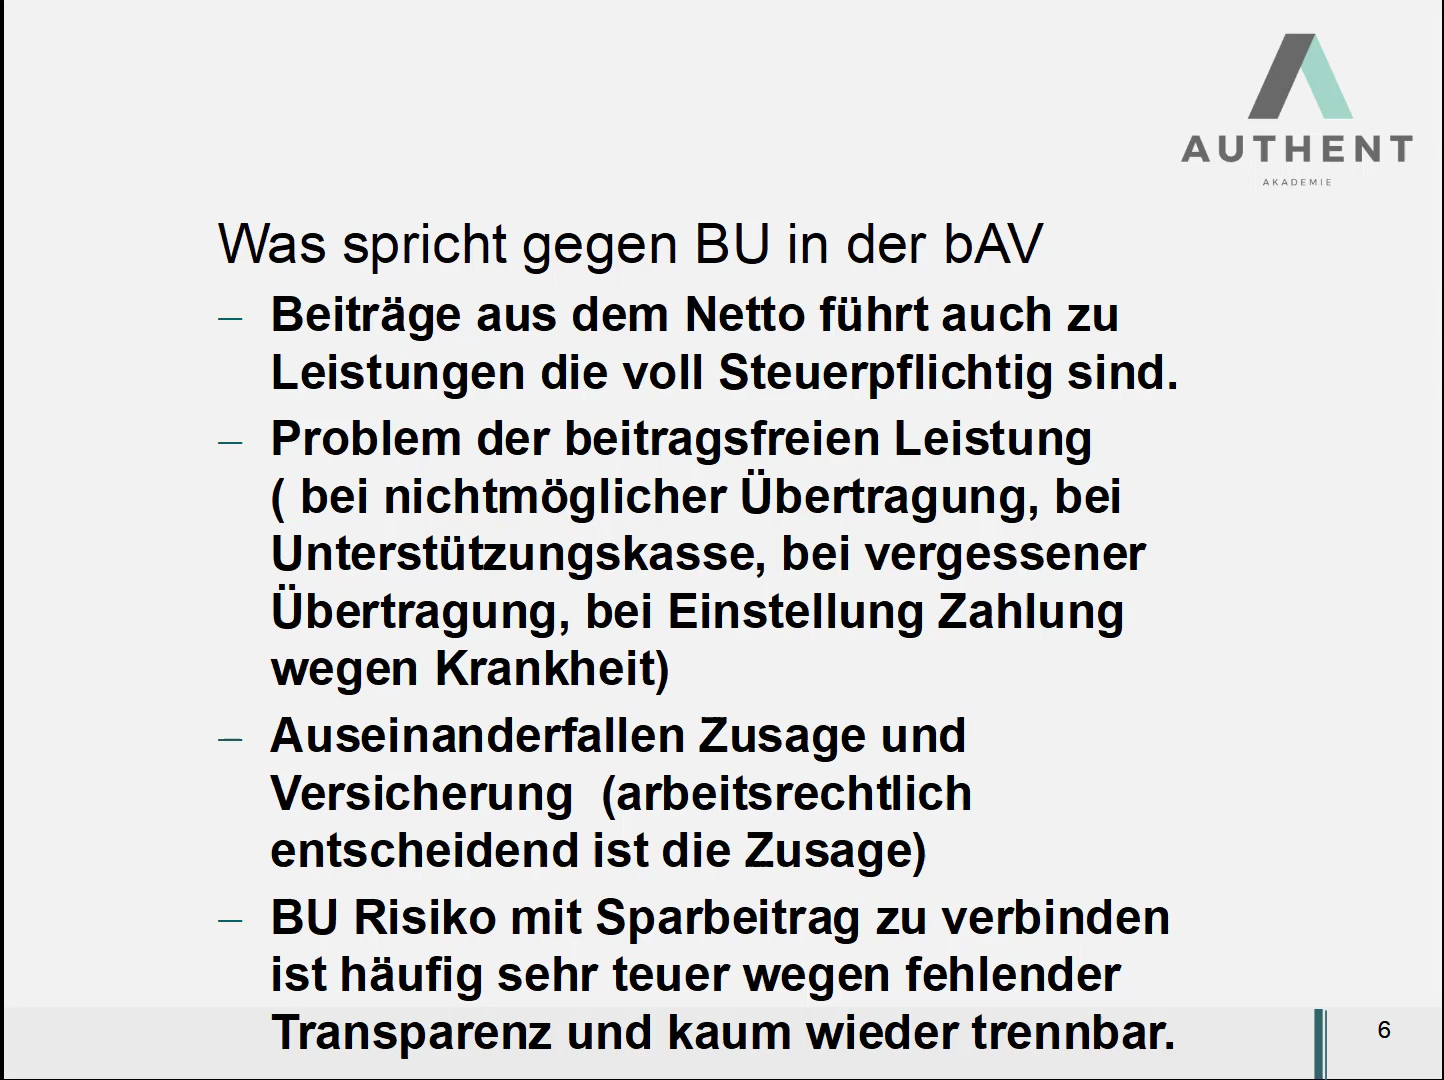 AUTHENT
AKADEMIE
Was spricht gegen BU in der bAV
– Beiträge aus dem Netto führt auch zu
Leistungen die voll Steuerpflichtig sind.
– Problem der beitragsfreien Leistung
( bei nichtmöglicher Übertragung, bei
Unterstützungskasse, bei vergessener
Übertragung, bei Einstellung Zahlung
wegen Krankheit)
– Auseinanderfallen Zusage und
Versicherung  (arbeitsrechtlich
entscheidend ist die Zusage)
– BU Risiko mit Sparbeitrag zu verbinden
ist häufig sehr teuer wegen fehlender
Transparenz und kaum wieder trennbar.
6